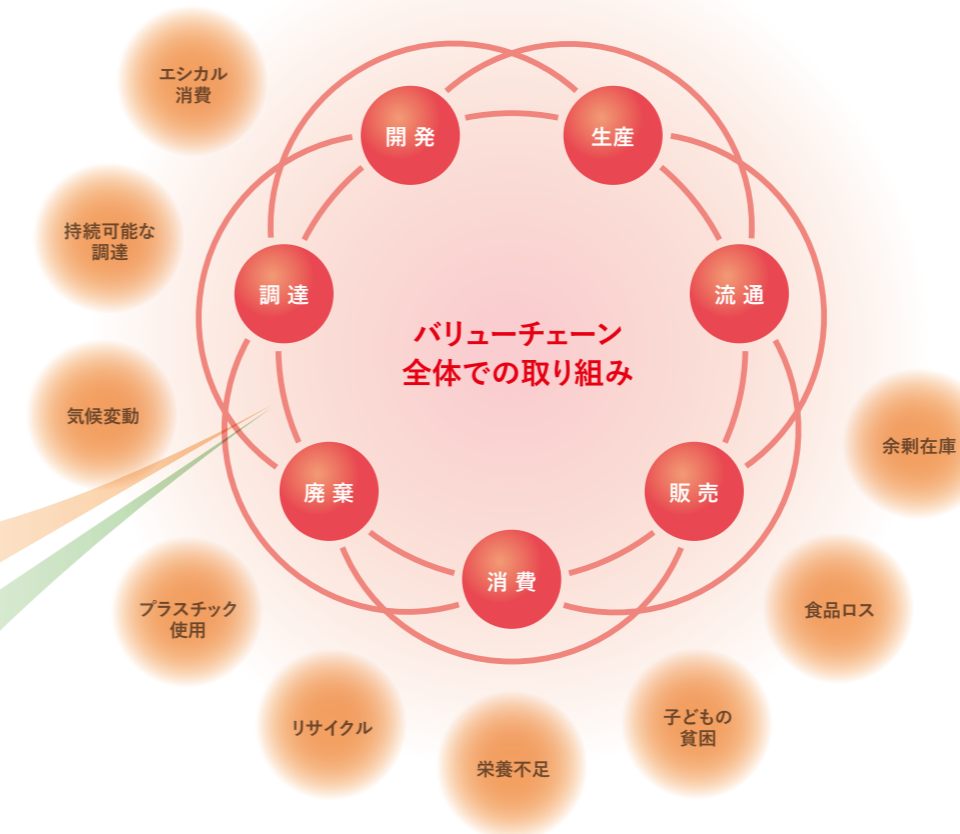 エシカル
消費
開発
生産
持続可能な
調達
調達
流通
バリューチェーン
全体での取り組み
気候変動
余剰在庫
廃棄
販売
消費
プラスチック
使用
食品ロス
リサイクル
子どもの
貧困
栄養不足